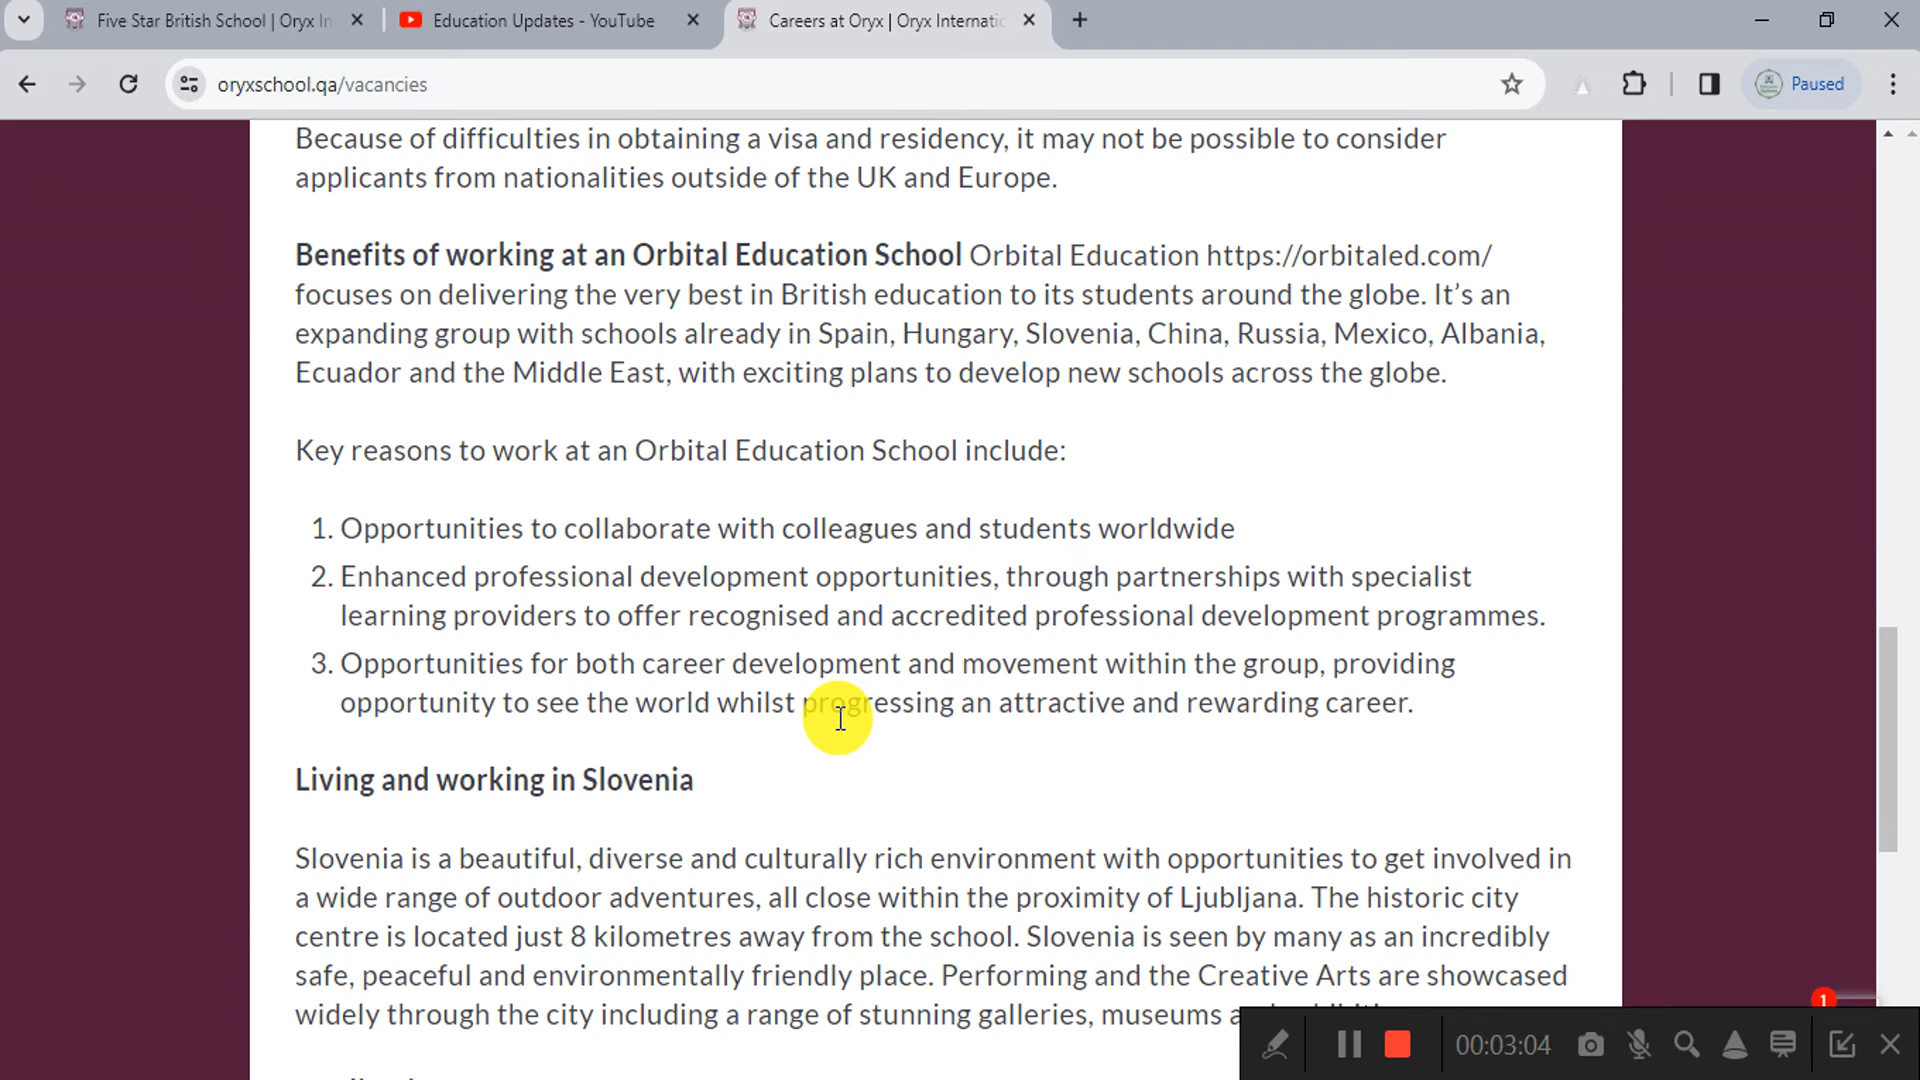 Five Star British School | Oryx In
Education Updates - YouTube
Careers at Oryx | Oryx Internatio
oryxschool.qa/vacancies
Paused
Because of difficulties in obtaining a visa and residency, it may not be possible to consider
applicants from nationalities outside of the UK and Europe.
Benefits of working at an Orbital Education School Orbital Education https://orbitaled.com/
focuses on delivering the very best in British education to its students around the globe. It’s an
expanding group with schools already in Spain, Hungary, Slovenia, China, Russia, Mexico, Albania,
Ecuador and the Middle East, with exciting plans to develop new schools across the globe.
Key reasons to work at an Orbital Education School include:
1. Opportunities to collaborate with colleagues and students worldwide
2. Enhanced professional development opportunities, through partnerships with specialist
learning providers to offer recognised and accredited professional development programmes.
3. Opportunities for both career development and movement within the group, providing
opportunity to see the world whilst progressing an attractive and rewarding career.
Living and working in Slovenia
Slovenia is a beautiful, diverse and culturally rich environment with opportunities to get involved in
a wide range of outdoor adventures, all close within the proximity of Ljubljana. The historic city
centre is located just 8 kilometres away from the school. Slovenia is seen by many as an incredibly
safe, peaceful and environmentally friendly place. Performing and the Creative Arts are showcased
widely through the city including a range of stunning galleries, museums
1
00:03:04